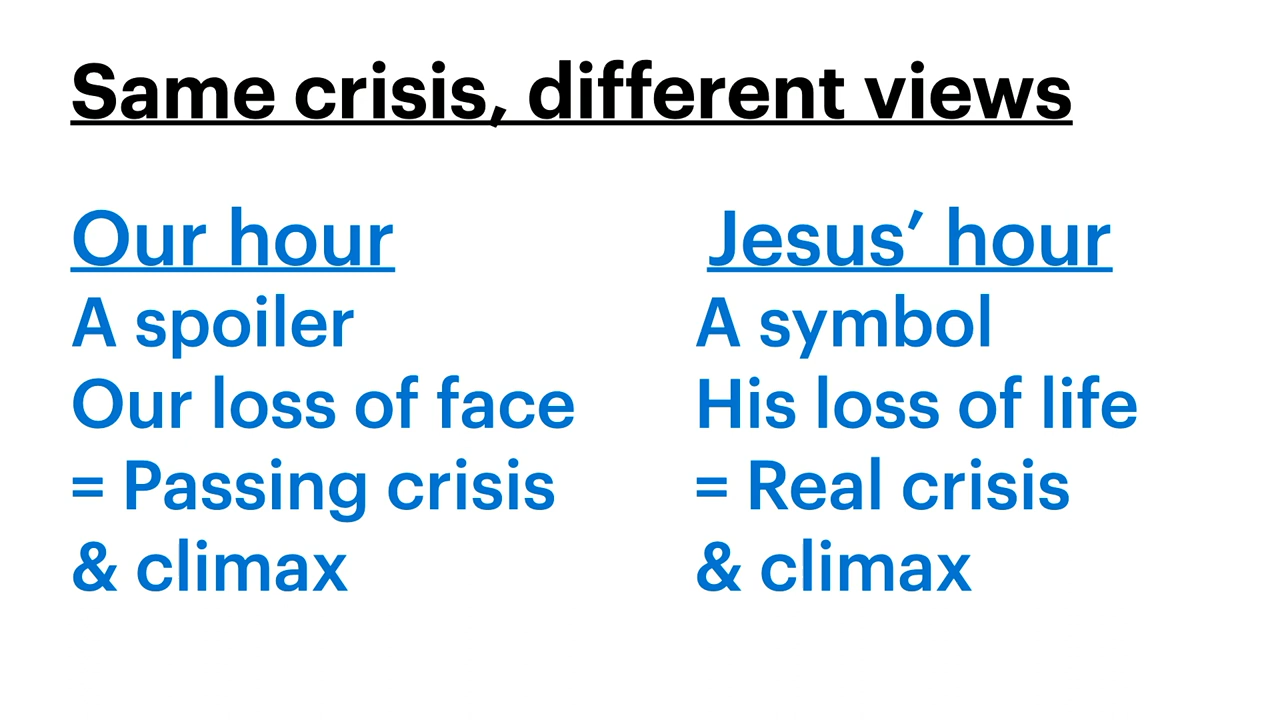 Same crisis, different views
Our hour
A spoiler
Our loss of face
= Passing crisis
& climax
Jesus’ hour
A symbol
His loss of life
= Real crisis
& climax